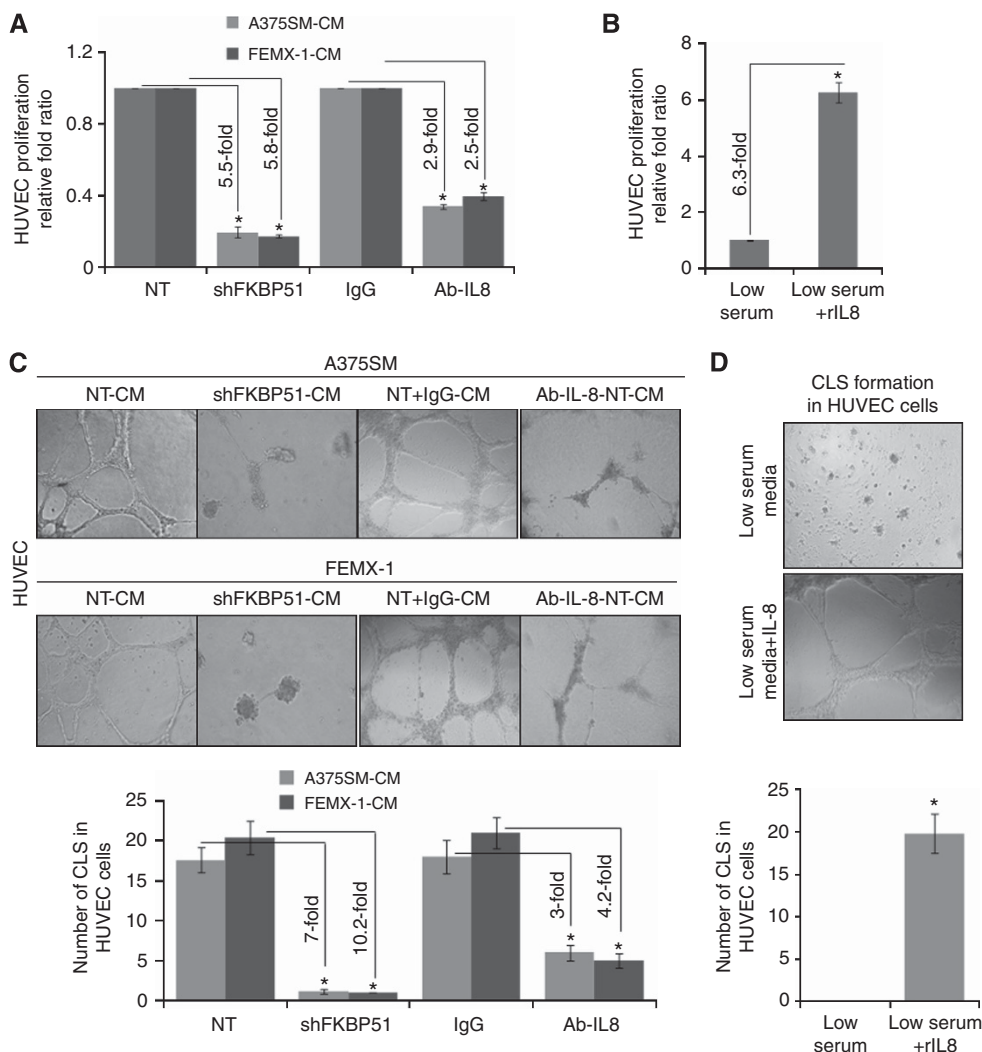 A
A375SM-CM
FEMX-1-CM
HUVEC proliferation
relative fold ratio
1.2
0.8
0.4
0
5.5-fold
5.8-fold
2.9-fold
2.5-fold
*
*
*
*
NT
shFKBP51
IgG
Ab-IL8
B
HUVEC proliferation
relative fold ratio
8
6
4
2
0
6.3-fold
*
Low
serum
Low serum
+rIL8
C
HUVEC
A375SM
NT-CM
shFKBP51-CM
NT+IgG-CM
Ab-IL-8-NT-CM
FEMX-1
NT-CM
shFKBP51-CM
NT+IgG-CM
Ab-IL-8-NT-CM
A375SM-CM
FEMX-1-CM
Number of CLS in
HUVEC cells
25
20
15
10
5
0
7-fold
10.2-fold
3-fold
4.2-fold
*
*
*
*
NT
shFKBP51
IgG
Ab-IL8
D
CLS formation
in HUVEC cells
Low serum
media
Low serum
media+IL-8
Number of CLS in
HUVEC cells
25
20
15
10
5
0
*
Low
serum
Low serum
+rIL8